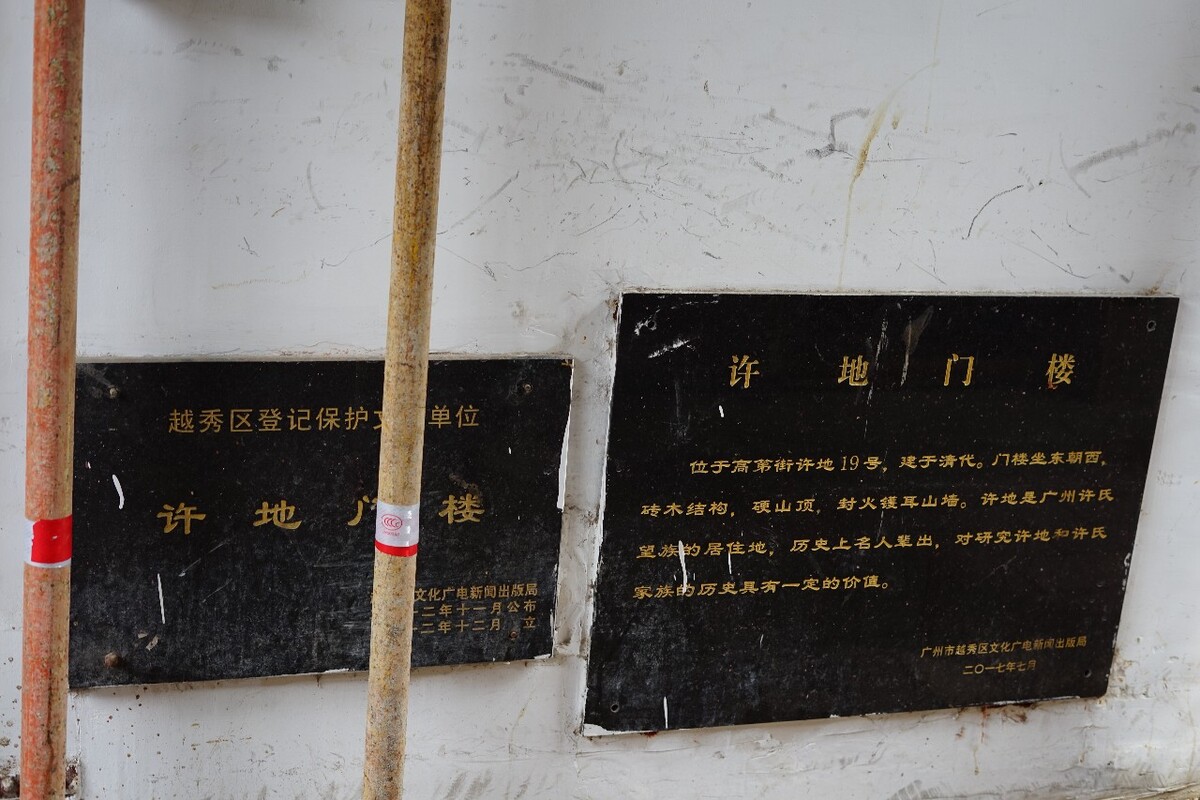 越秀区登记保护文 单位
许地门楼
文化广电新闻出版局
二年十一月公布
二年十二月 立
许地门楼
位于高第街许地19号，建于清代。门楼坐东朝西，
砖木结构，硬山顶，封火镬耳山墙。许地是广州许氏
望族的居住地，历史上名人辈出，对研究许地和许氏
家族的历史具有一定的价值。
广州市越秀区文化广电新闻出版局
二〇一七年七月